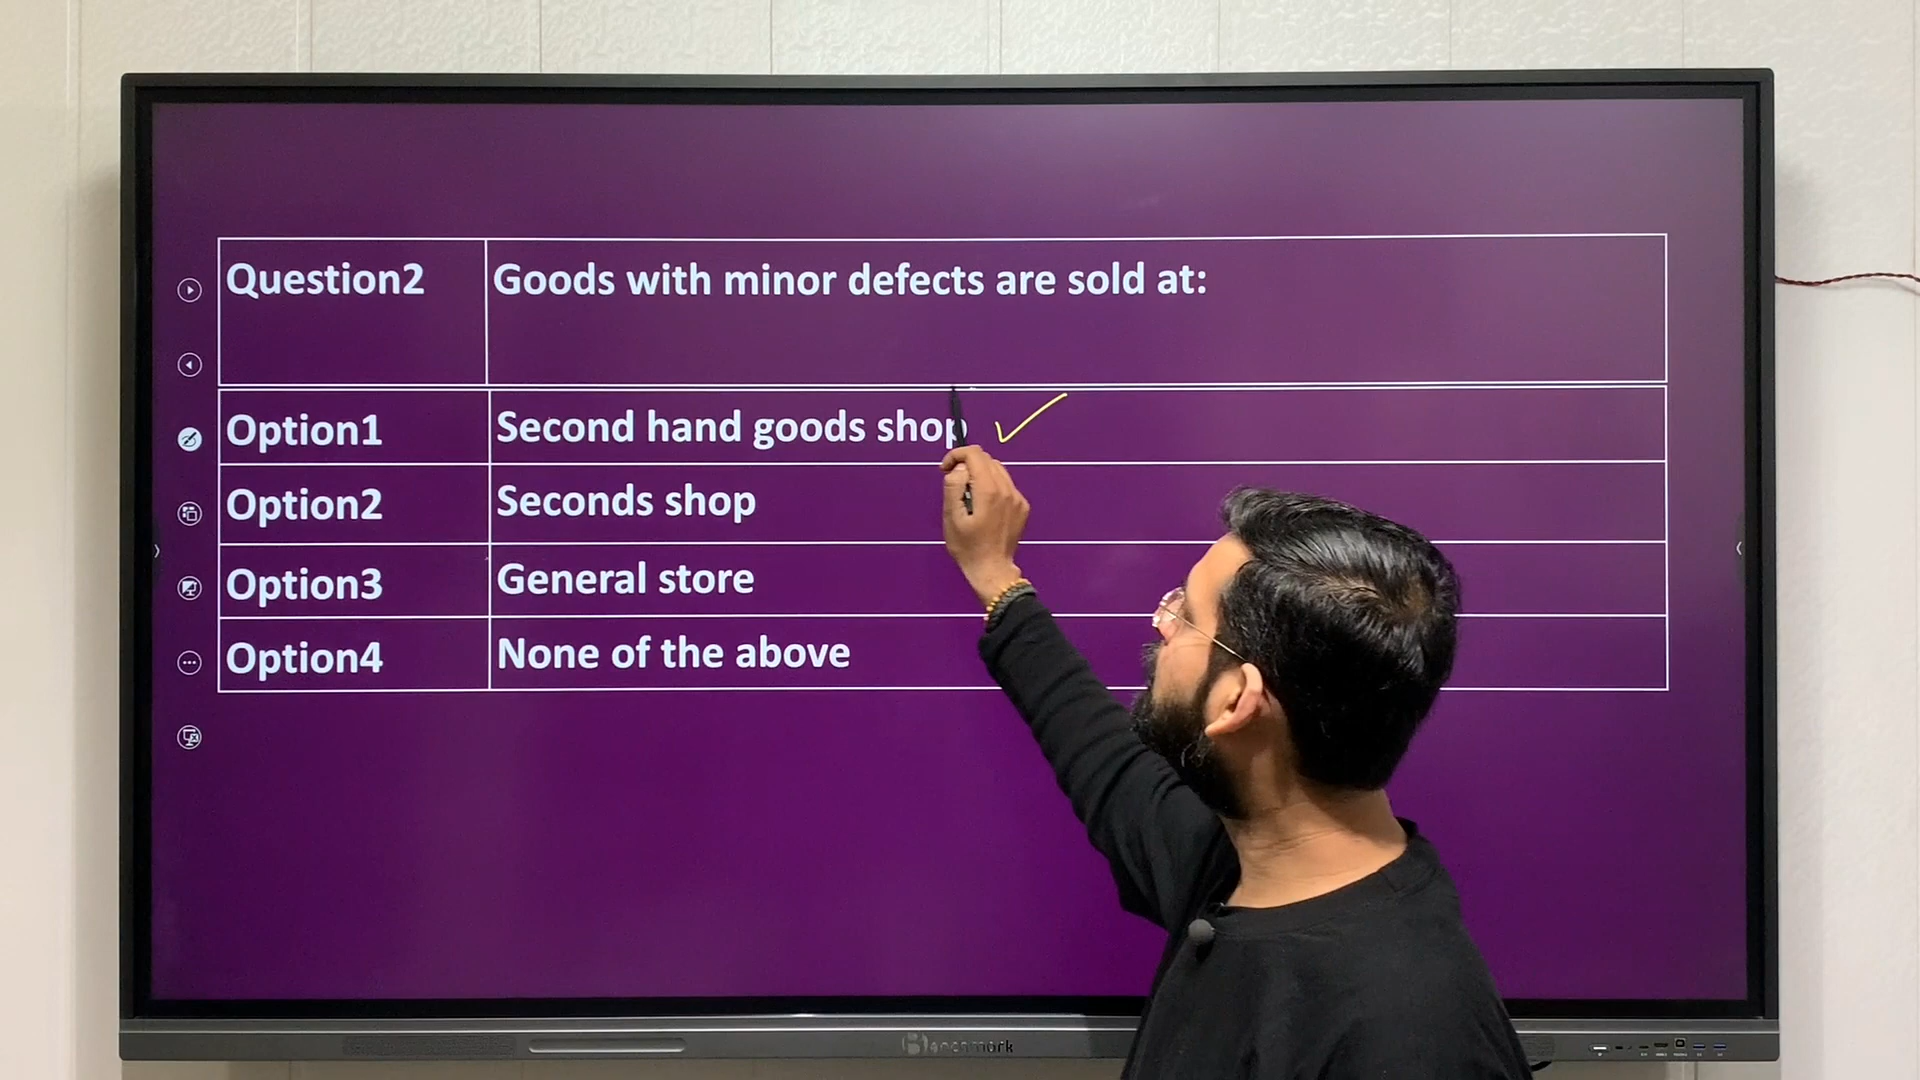 Question2 Goods with minor defects are sold at:
Option1 Second hand goods shop
Option2 Seconds shop
Option3 General store
Option4 None of the above
Benchmark